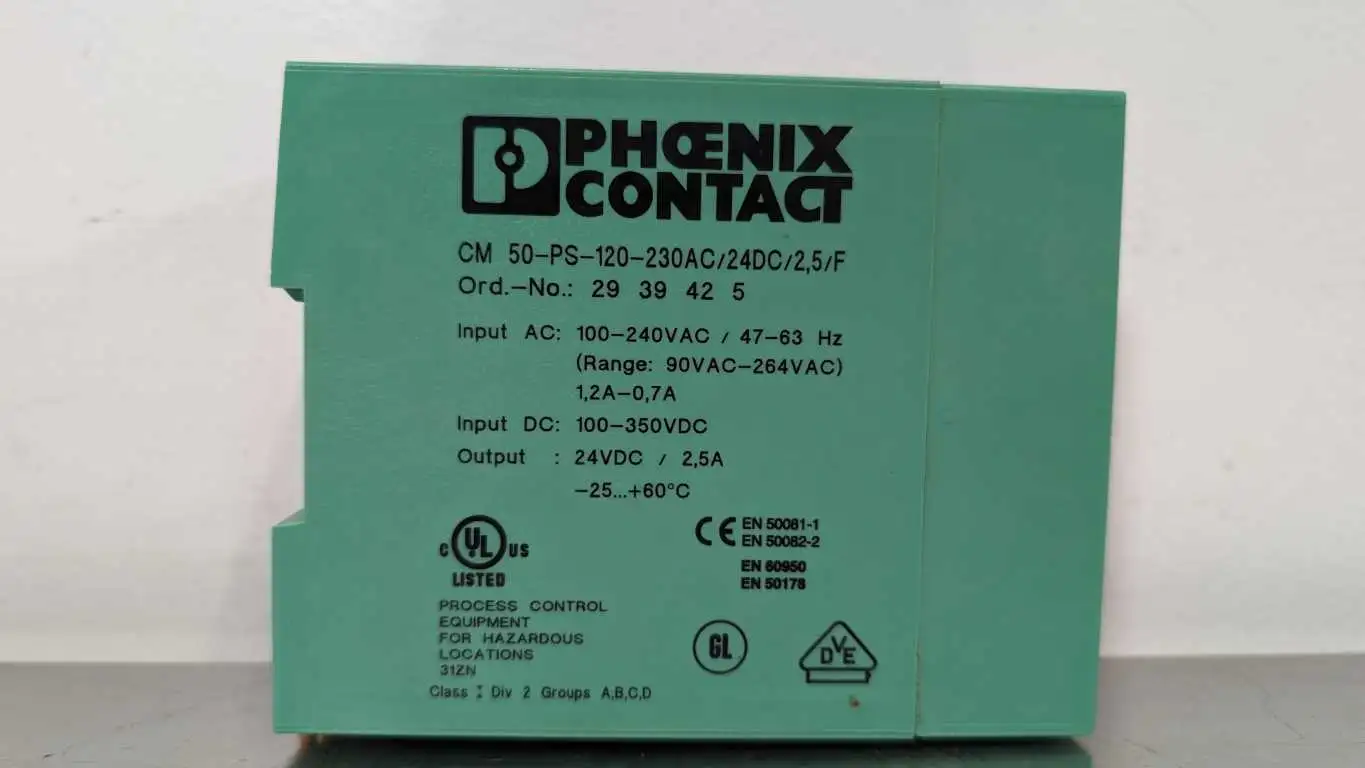 PHŒNIX
CONTACT
CM 50-PS-120-230AC/24DC/2,5/F
Ord.-No.: 29 39 42 5
Input AC: 100-240VAC / 47-63 Hz
(Range: 90VAC-264VAC)
1,2A-0,7A
Input DC: 100-350VDC
Output : 24VDC / 2,5A
-25...+60°C
C UL US
LISTED
PROCESS CONTROL
EQUIPMENT
FOR HAZARDOUS
LOCATIONS
31ZN
Class I Div 2 Groups A,B,C,D
CE EN 50081-1
EN 50082-2
EN 60950
EN 50178
GL
DVE